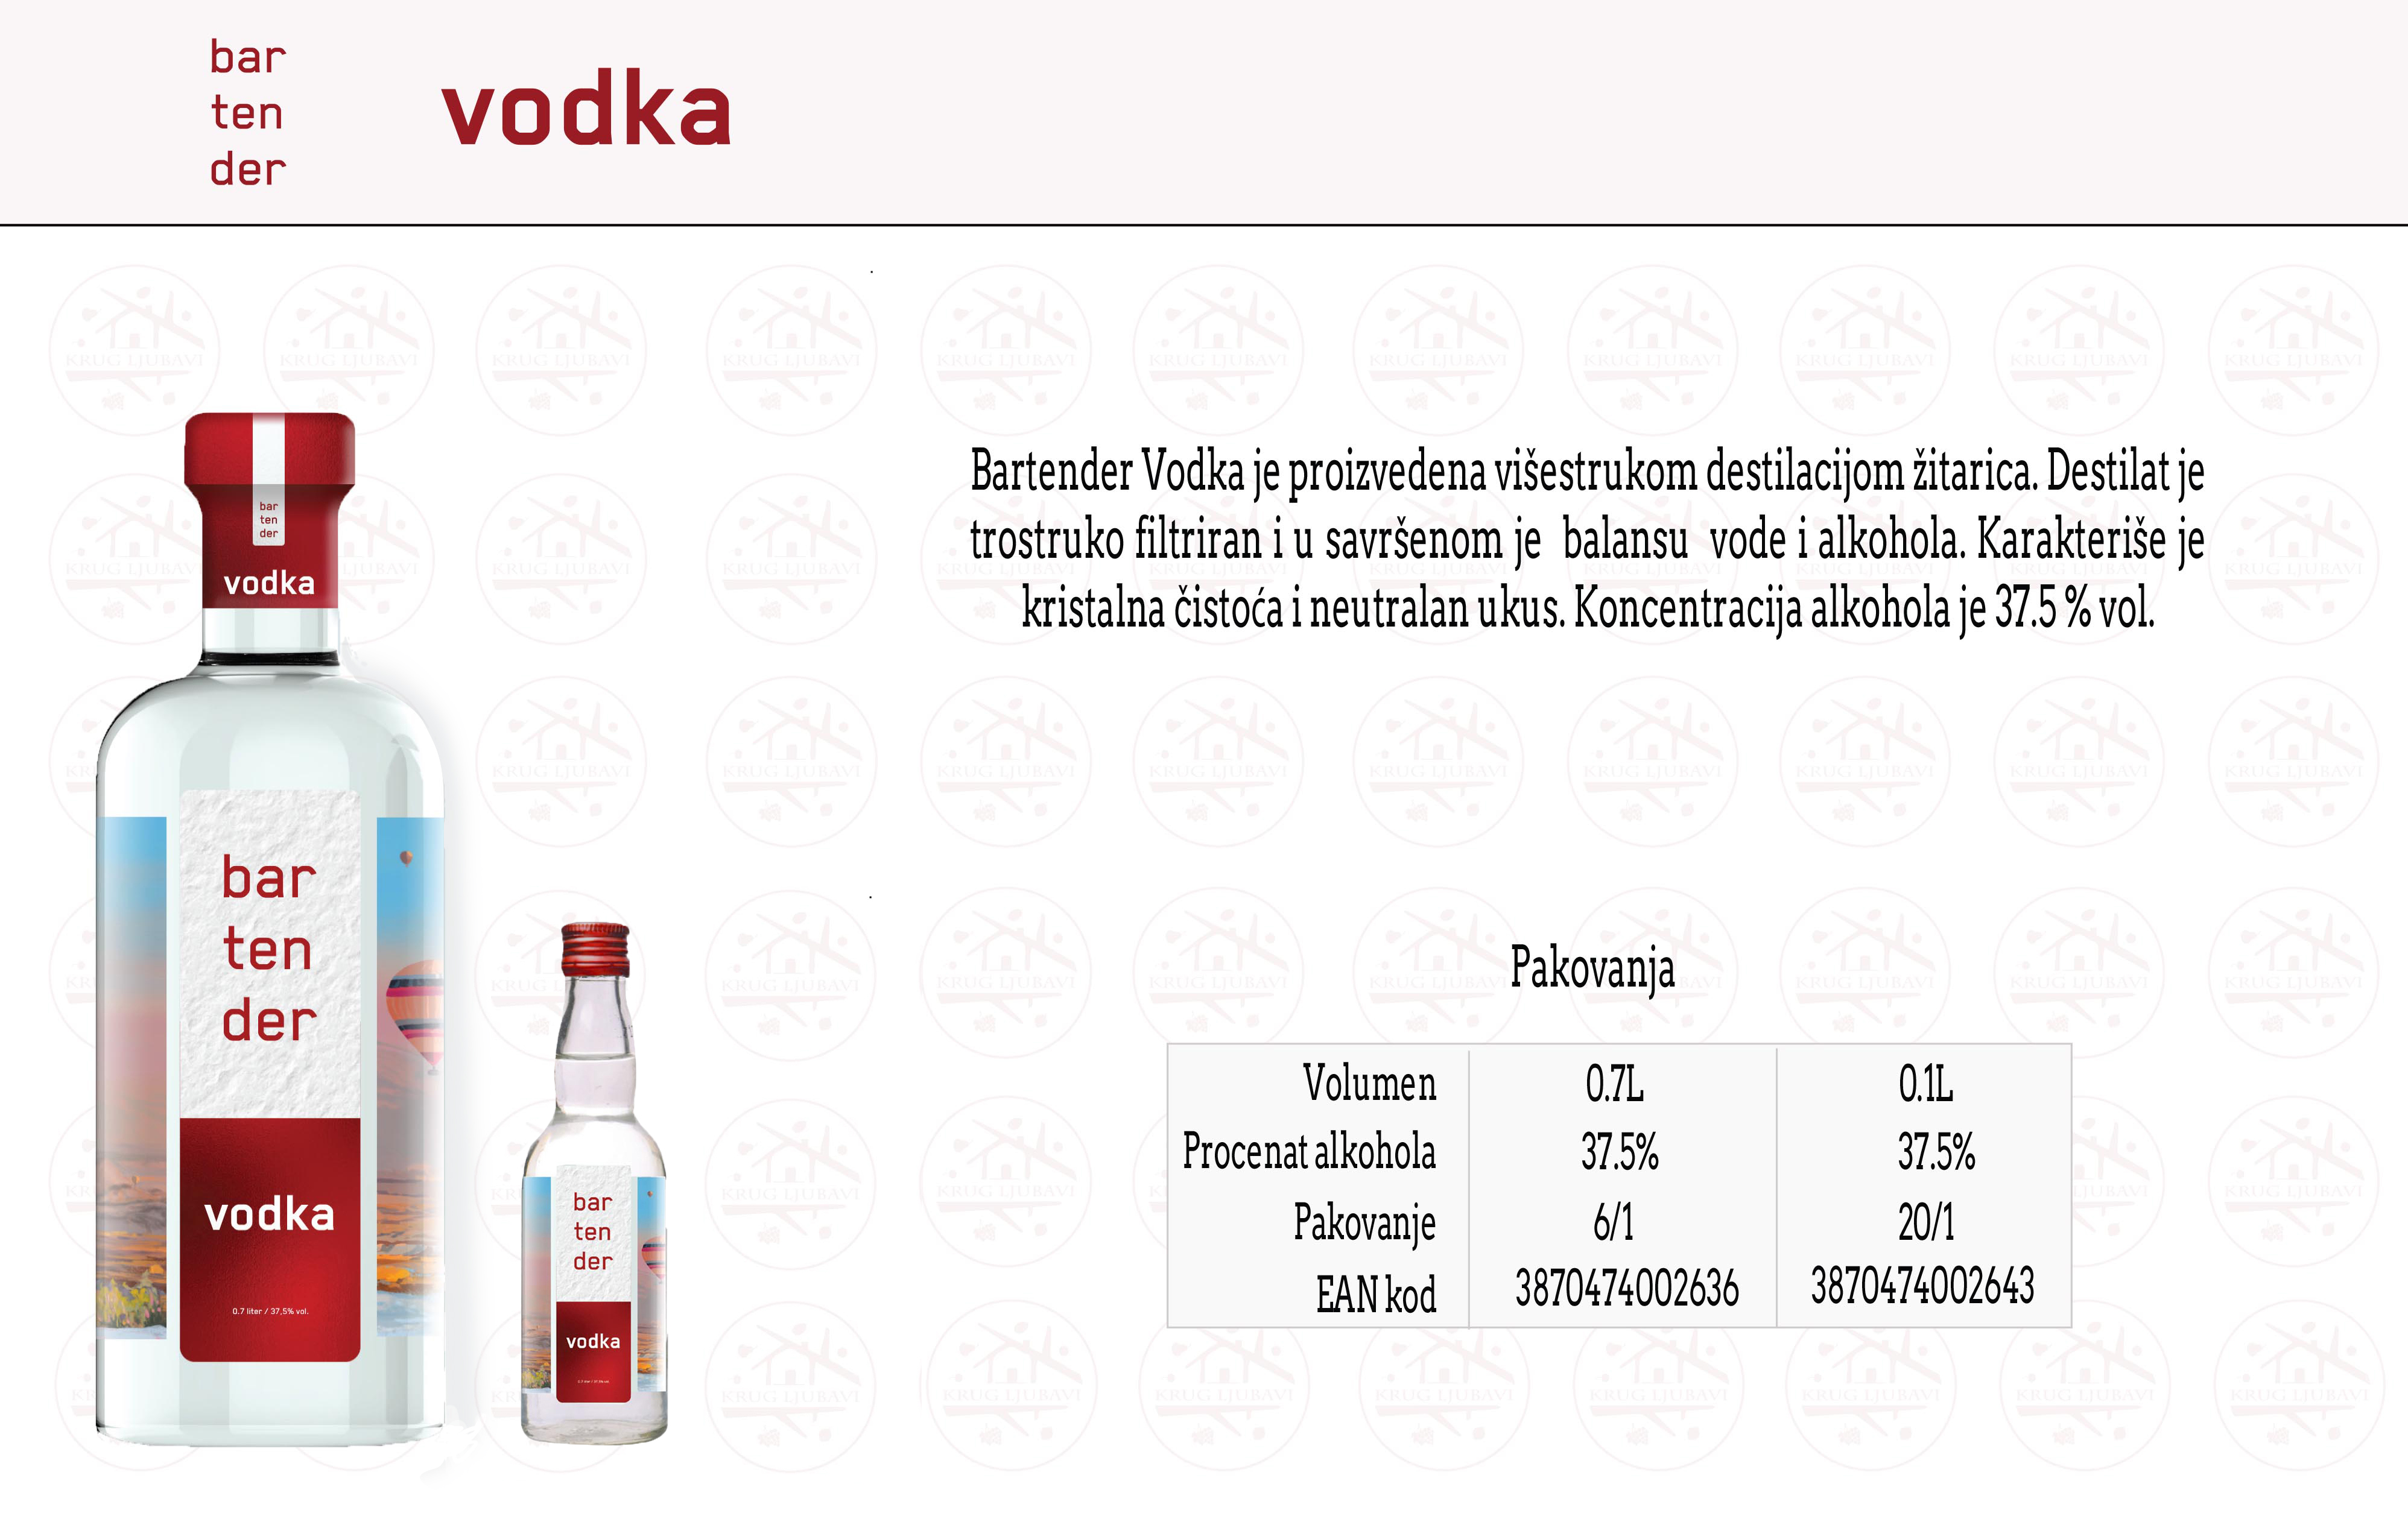 bar
ten
der
vodka
Bartender Vodka je proizvedena višestrukom destilacijom žitarica. Destilat je
trostruko filtriran i u savršenom je balansu vode i alkohola. Karakteriše je
kristalna čistoća i neutralan ukus. Koncentracija alkohola je 37.5 % vol.
bar
ten
der
vodka
bar
ten
der
vodka
0.7 liter / 37,5% vol.
bar
ten
der
vodka
Pakovanja
Volumen 0.7L 0.1L
Procenat alkohola 37.5% 37.5%
Pakovanje 6/1 20/1
EAN kod 3870474002636 3870474002643
KRUG LJUBAVI